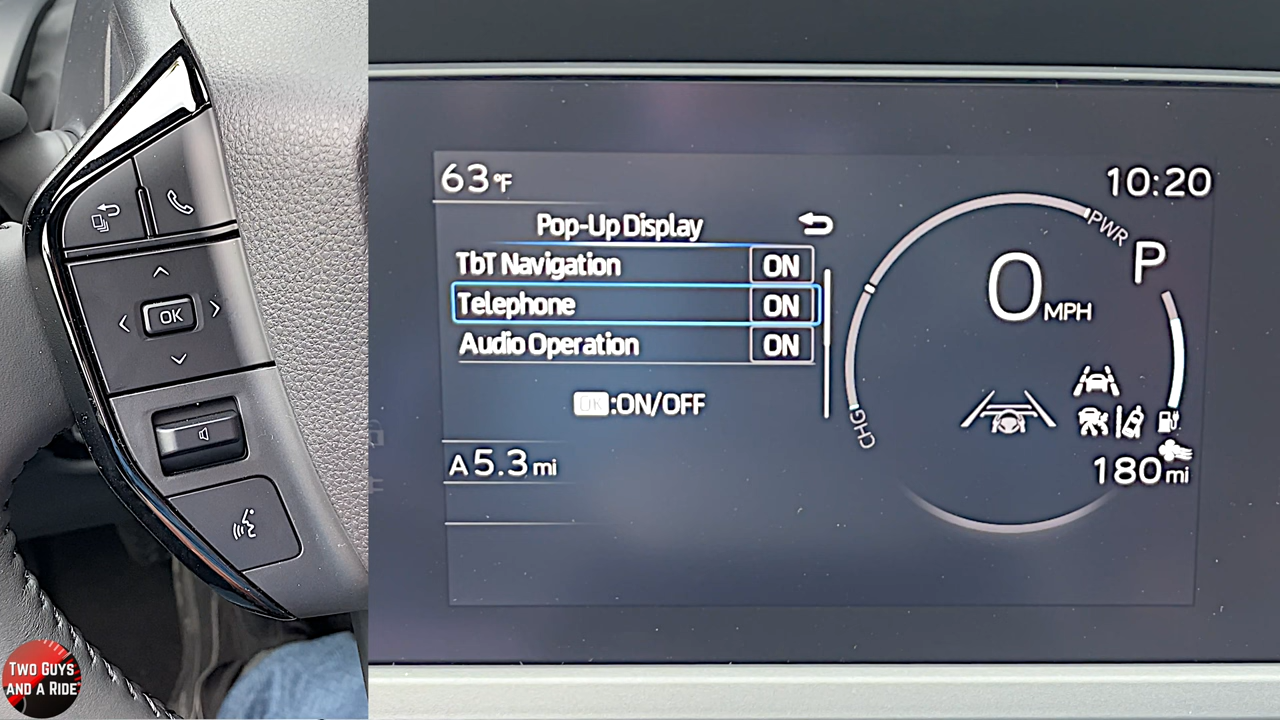 OK
TWO GUYS
AND A RIDE
63°F
10:20
Pop-Up Display
TbT Navigation ON
Telephone ON
Audio Operation ON
OK:ON/OFF
A 5.3 mi
PWR
P
0 MPH
CHG
180 mi